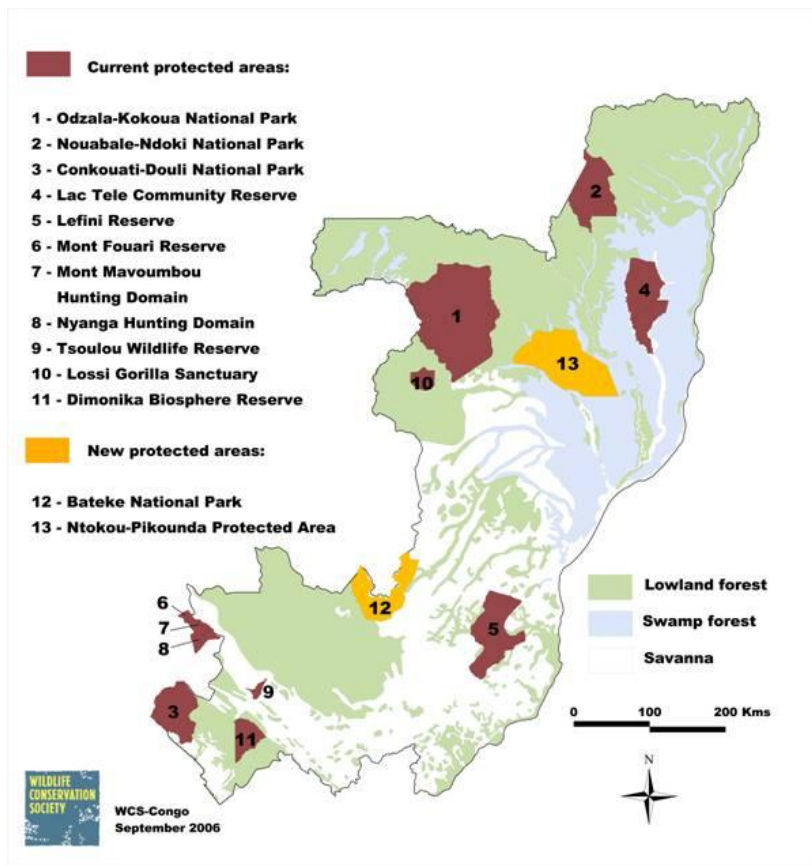 Current protected areas:
1 - Odzala-Kokoua National Park
2 - Nouabale-Ndoki National Park
3 - Conkouati-Douli National Park
4 - Lac Tele Community Reserve
5 - Lefini Reserve
6 - Mont Fouari Reserve
7 - Mont Mavoumbou
Hunting Domain
8 - Nyanga Hunting Domain
9 - Tsoulou Wildlife Reserve
10 - Lossi Gorilla Sanctuary
11 - Dimonika Biosphere Reserve
New protected areas:
12 - Bateke National Park
13 - Ntokou-Pikounda Protected Area
2
4
1
13
10
12
6
7
8
5
9
3
11
Lowland forest
Swamp forest
Savanna
0 100 200 Kms
N
WILDLIFE
CONSERVATION
SOCIETY
WCS-Congo
September 2006